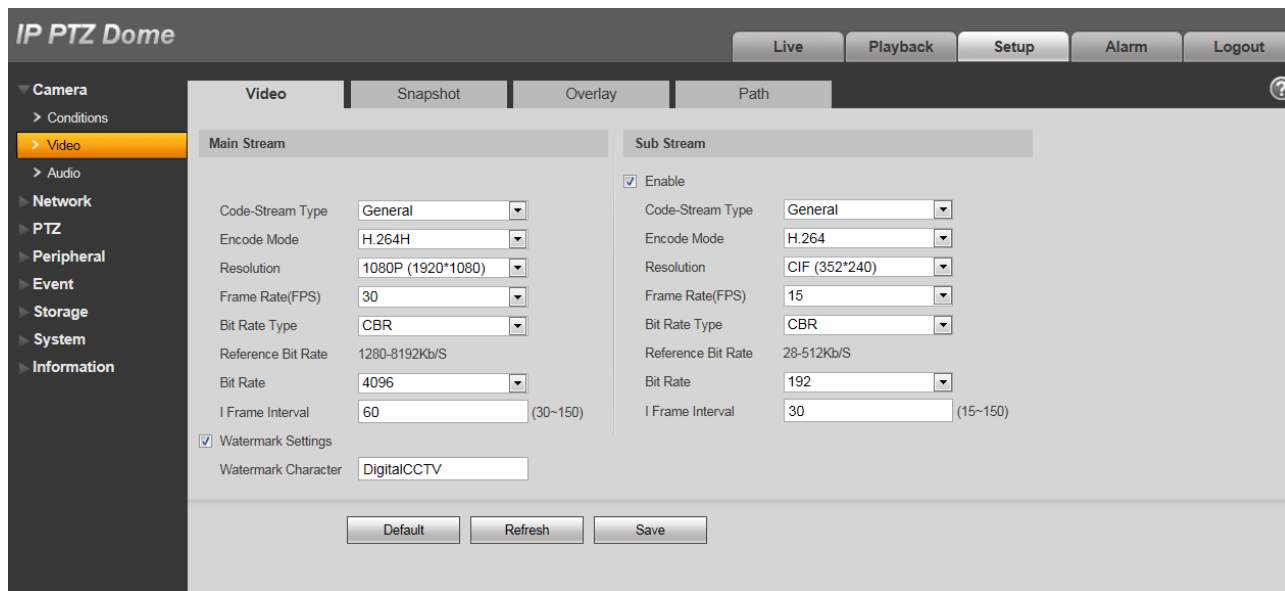 IP PTZ Dome
Live Playback Setup Alarm Logout
Camera
> Conditions
> Video
> Audio
Network
PTZ
Peripheral
Event
Storage
System
Information
Video Snapshot Overlay Path
?
Main Stream
Code-Stream Type General
Encode Mode H.264H
Resolution 1080P (1920*1080)
Frame Rate(FPS) 30
Bit Rate Type CBR
Reference Bit Rate 1280-8192Kb/S
Bit Rate 4096
I Frame Interval 60 (30~150)
Watermark Settings
Watermark Character DigitalCCTV
Sub Stream
Enable
Code-Stream Type General
Encode Mode H.264
Resolution CIF (352*240)
Frame Rate(FPS) 15
Bit Rate Type CBR
Reference Bit Rate 28-512Kb/S
Bit Rate 192
I Frame Interval 30 (15~150)
Default Refresh Save